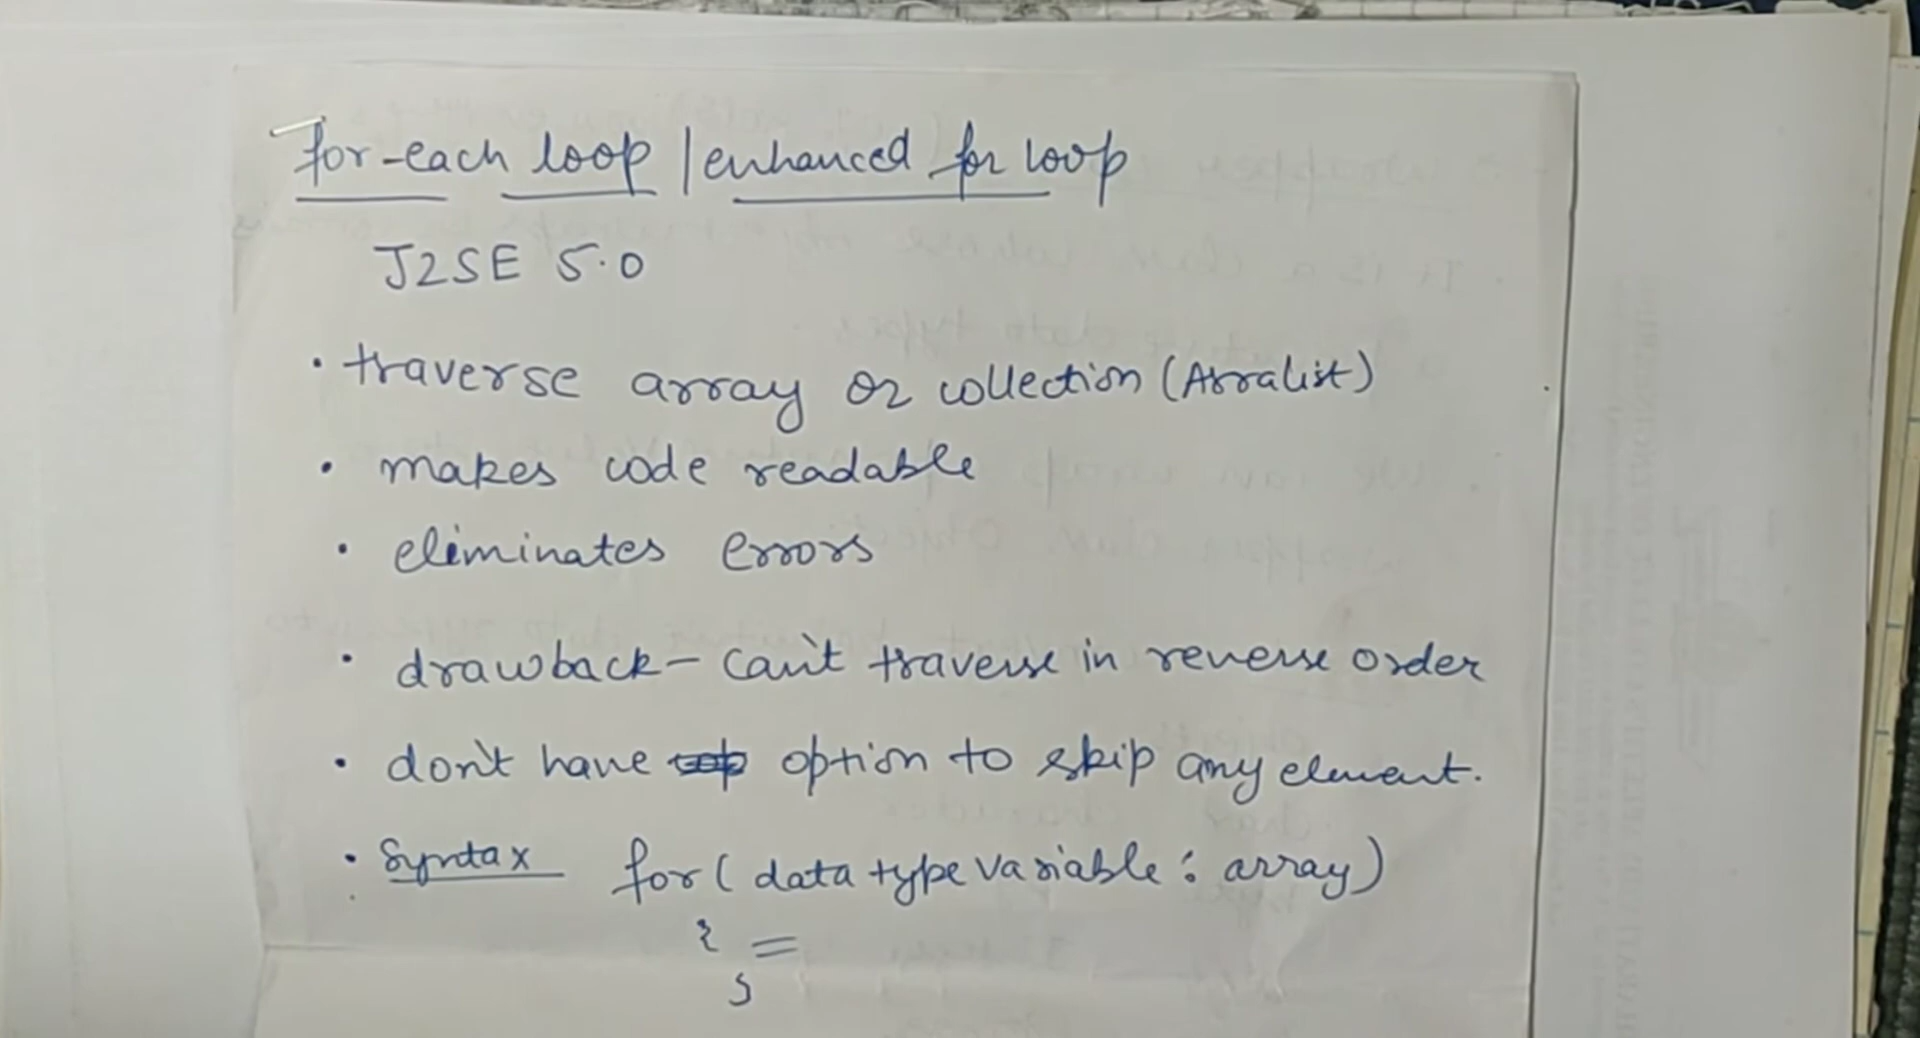 for-each loop | enhanced for loop
J2SE 5.0
• traverse array or collection (Arralist)
• makes code readable
• eliminates errors
• drawback - can't traverse in reverse order
• don't have option to skip any element.
• Syntax for( data type variable : array)
{ =
}